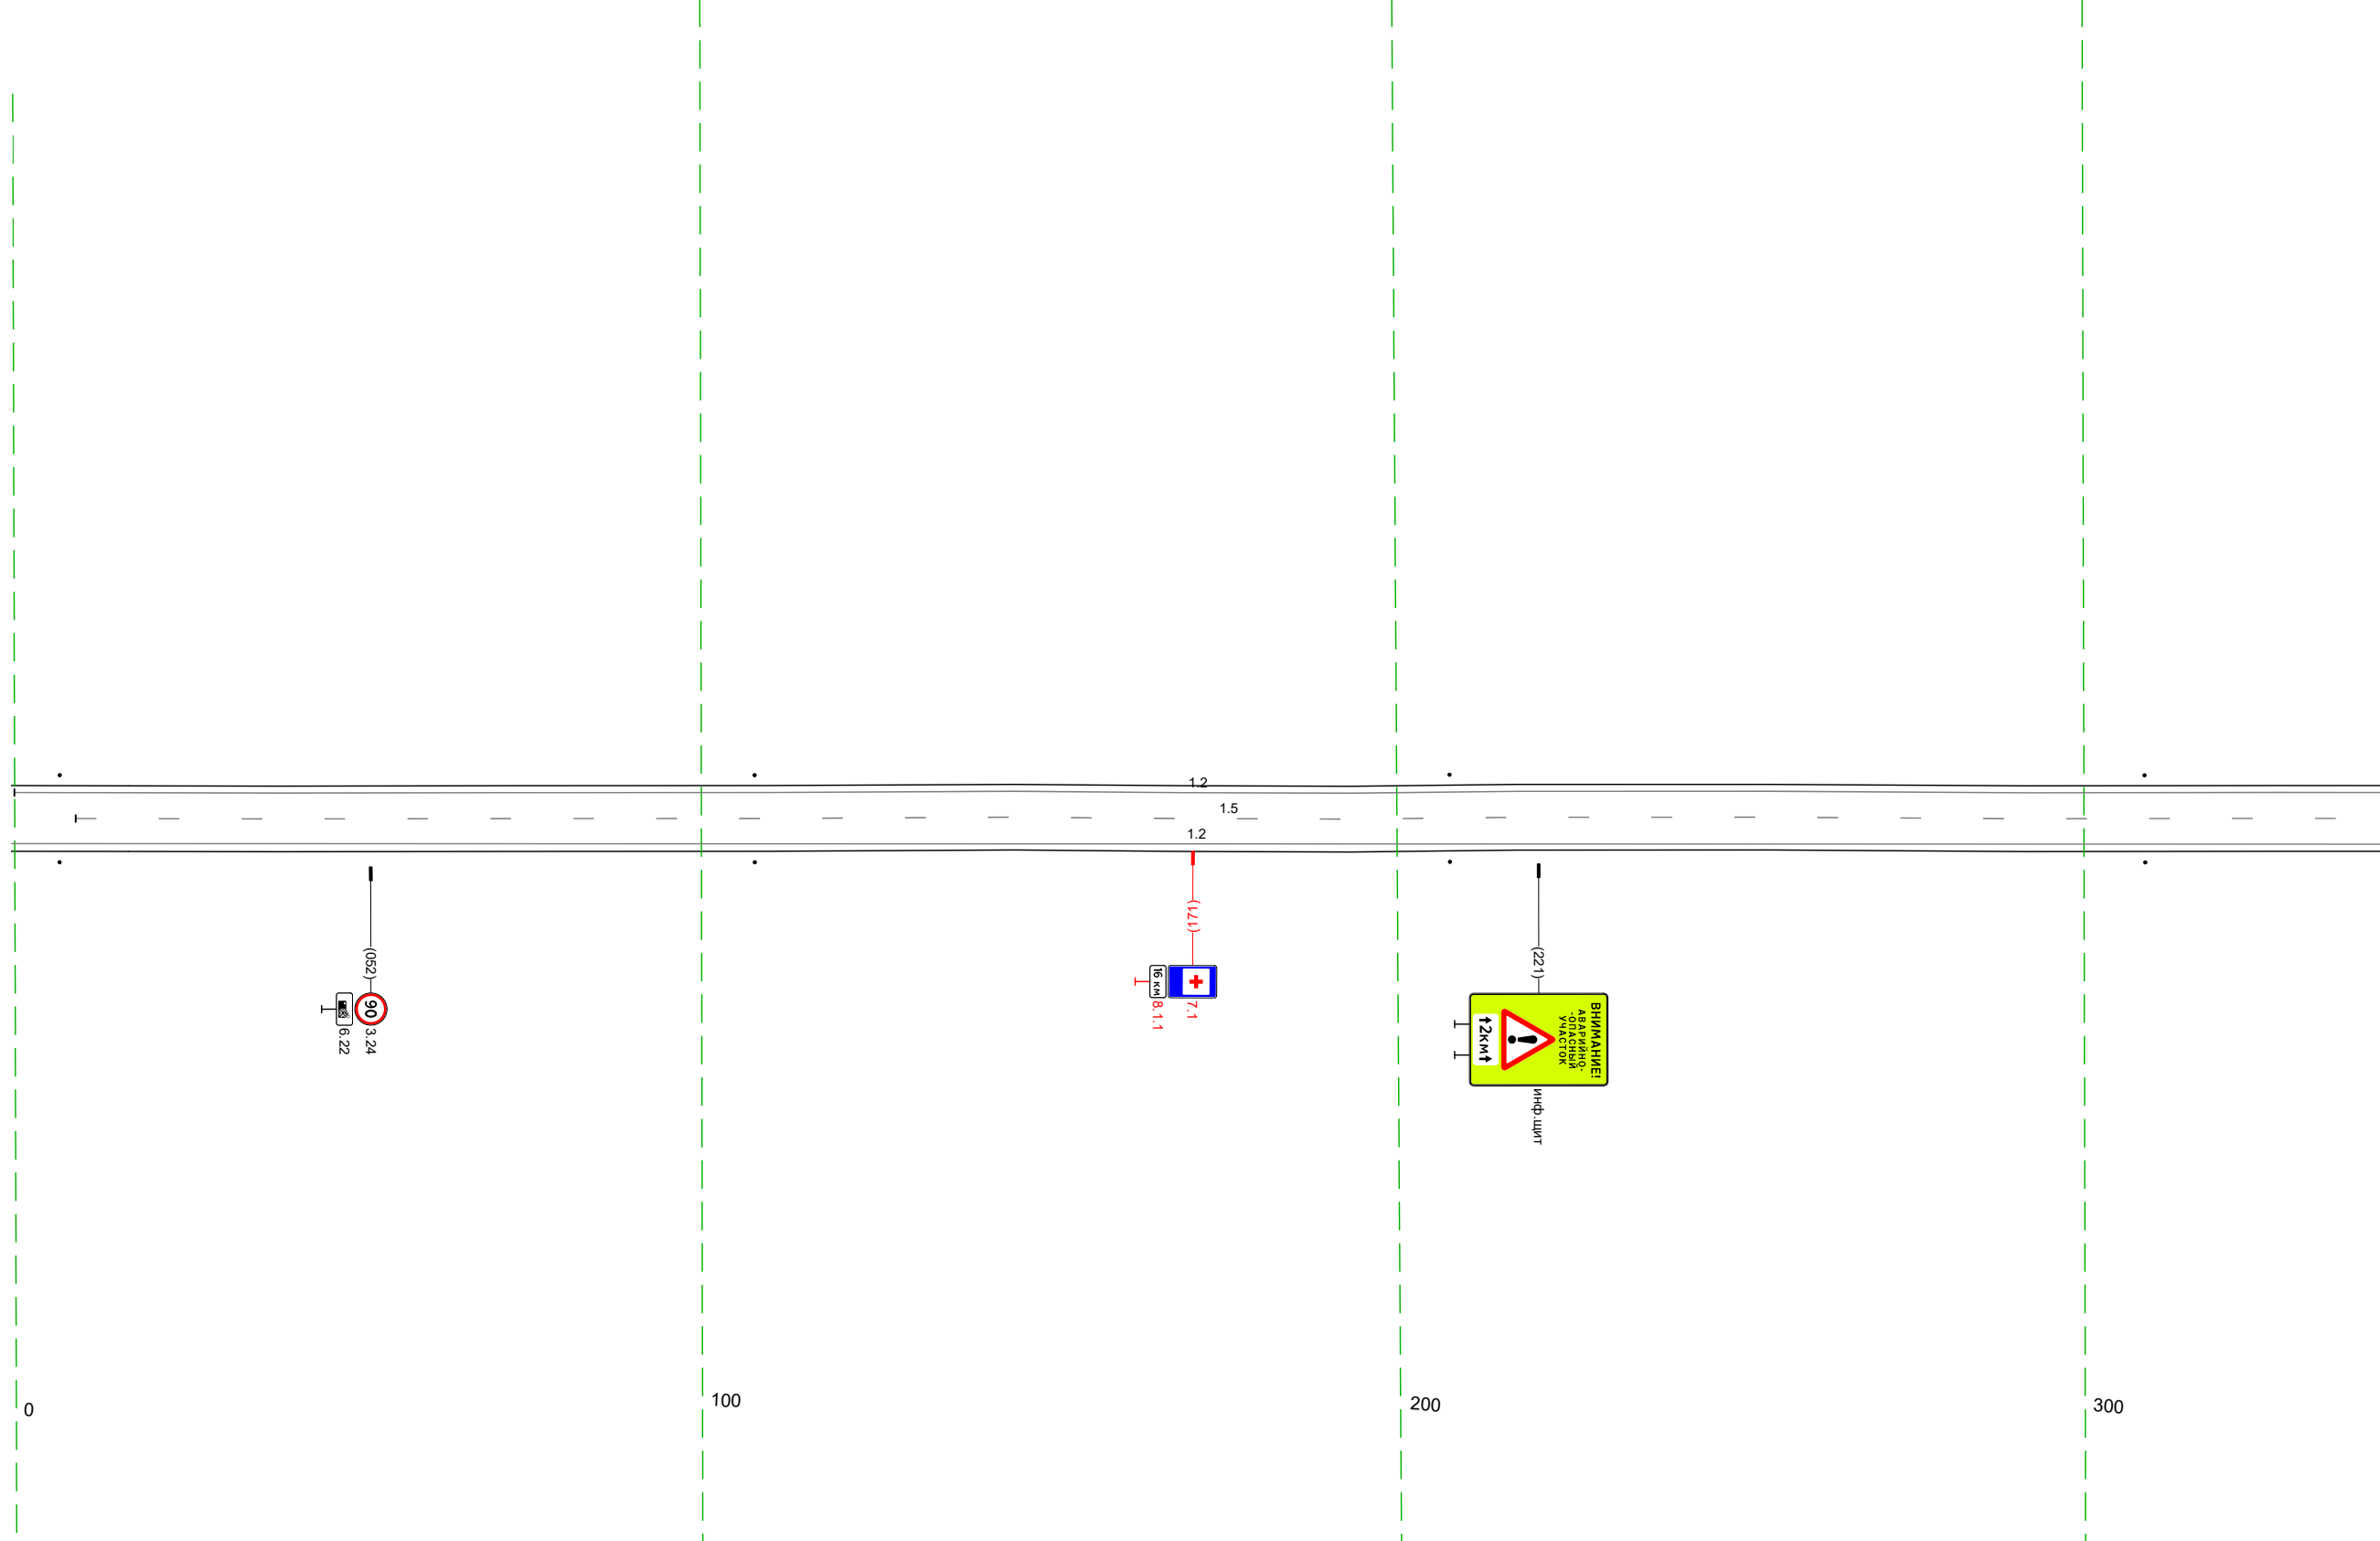 1.2
1.5
1.2
(052)
90
3.24
6.22
(171)
7.1
16 км
8.1.1
(221)
ВНИМАНИЕ!
АВАРИЙНО-
-ОПАСНЫЙ
УЧАСТОК
2км
инф.щит
0
100
200
300